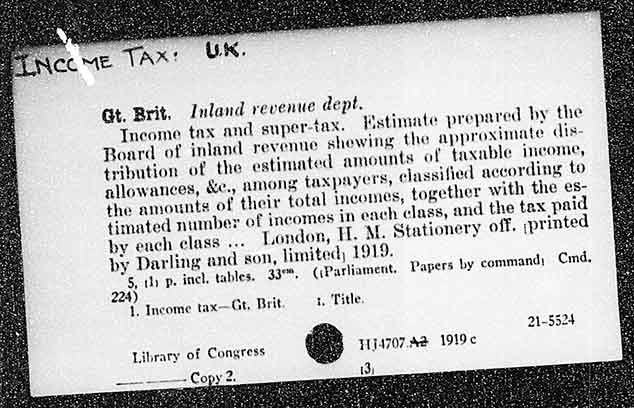 INCOME TAX: U.K.
Gt. Brit. Inland revenue dept.
Income tax and super-tax. Estimate prepared by the
Board of inland revenue showing the approximate dis-
tribution of the estimated amounts of taxable income,
allowances, &c., among taxpayers, classified according to
the amounts of their total incomes, together with the es-
timated number of incomes in each class, and the tax paid
by each class ... London, H. M. Stationery off. [printed
by Darling and son, limited] 1919.
5, [1] p. incl. tables. 33cm. ([Parliament. Papers by command] Cmd.
224)
1. Income tax—Gt. Brit. I. Title.
21-5524
Library of Congress HJ4707.A2 1919 c
Copy 2. [3]